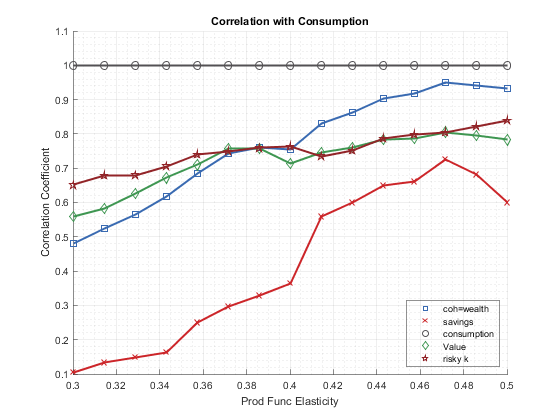 Correlation with Consumption
1.1
1
0.9
0.8
0.7
0.6
0.5
0.4
0.3
0.2
0.1
Correlation Coefficient
coh=wealth
savings
consumption
Value
risky k
0.3 0.32 0.34 0.36 0.38 0.4 0.42 0.44 0.46 0.48 0.5
Prod Func Elasticity